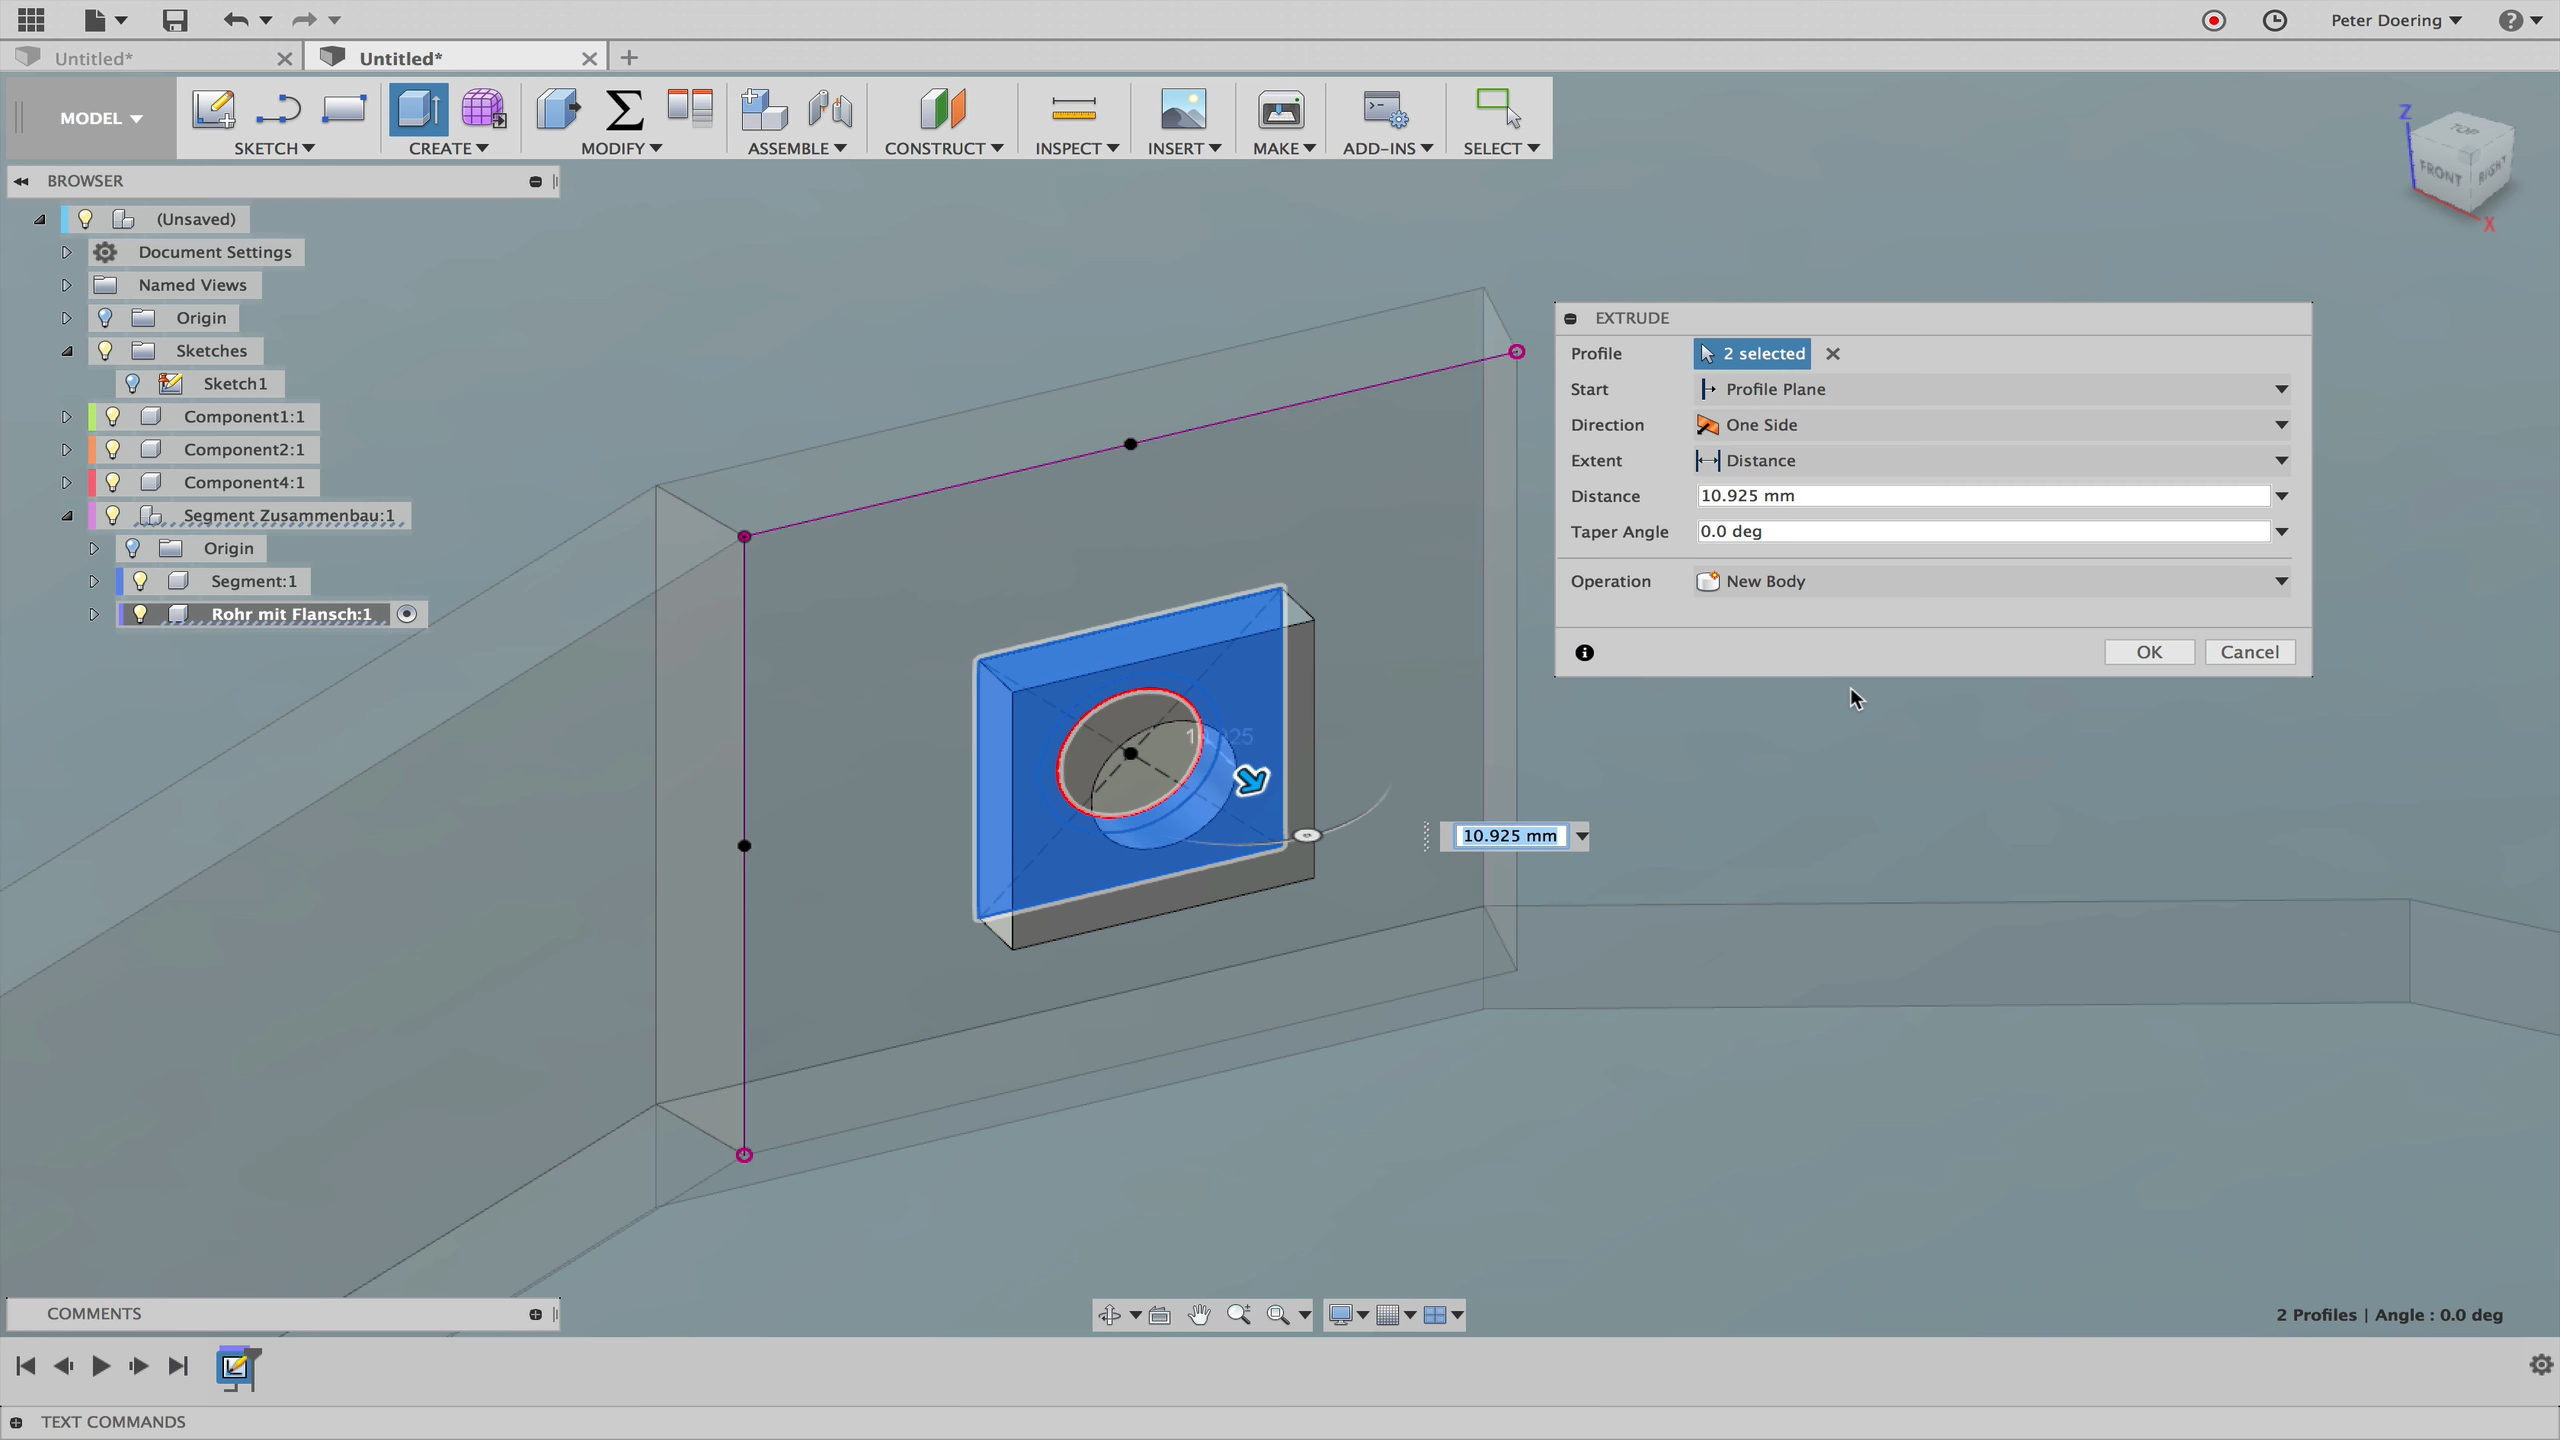 Peter Doering
Untitled*
Untitled*
MODEL
SKETCH
CREATE
MODIFY
ASSEMBLE
CONSTRUCT
INSPECT
INSERT
MAKE
ADD-INS
SELECT
BROWSER
(Unsaved)
Document Settings
Named Views
Origin
Sketches
Sketch1
Component1:1
Component2:1
Component4:1
Segment Zusammenbau:1
Origin
Segment:1
Rohr mit Flansch:1
Z
TOP
FRONT
RIGHT
X
EXTRUDE
Profile 2 selected
Start Profile Plane
Direction One Side
Extent Distance
Distance 10.925 mm
Taper Angle 0.0 deg
Operation New Body
OK Cancel
10.925 mm
COMMENTS
2 Profiles | Angle : 0.0 deg
TEXT COMMANDS